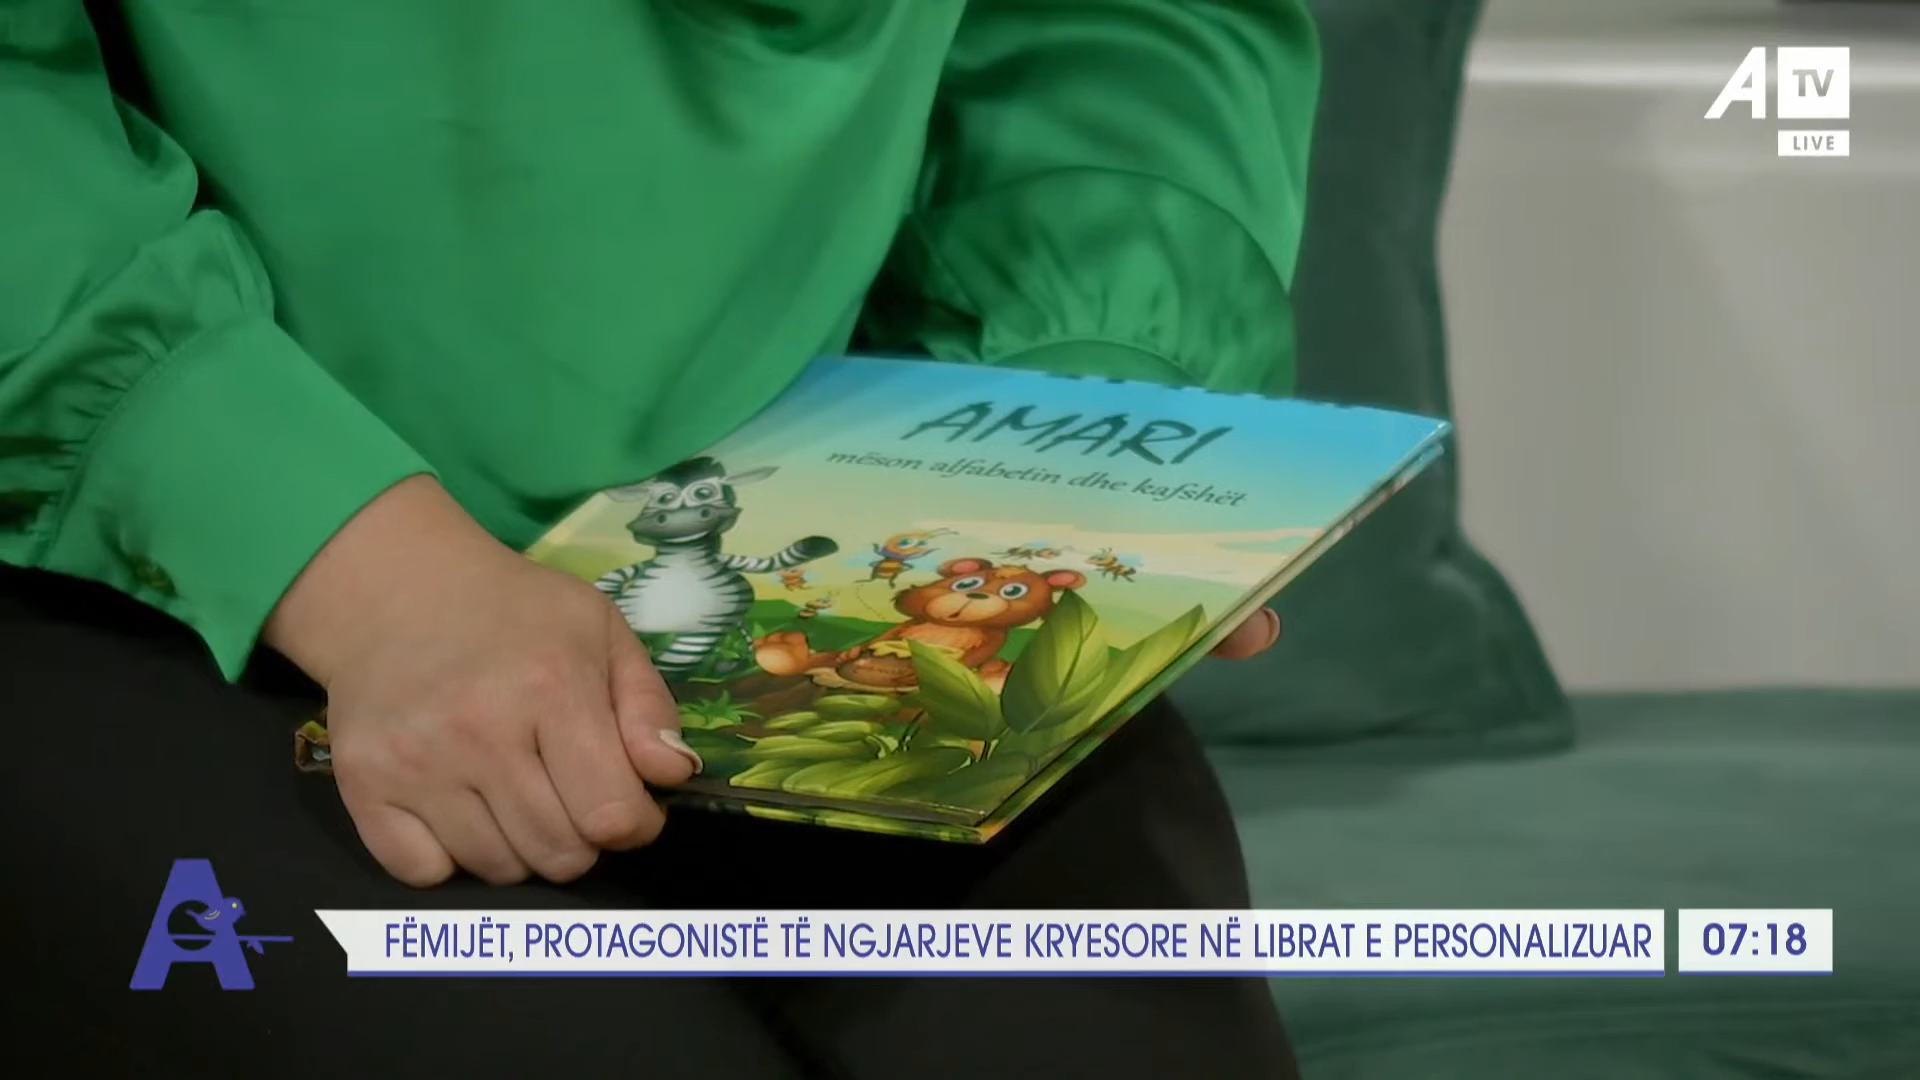 A TV
LIVE
AMARI
mëson alfabetin dhe kafshët
FËMIJËT, PROTAGONISTË TË NGJARJEVE KRYESORE NË LIBRAT E PERSONALIZUAR
07:18